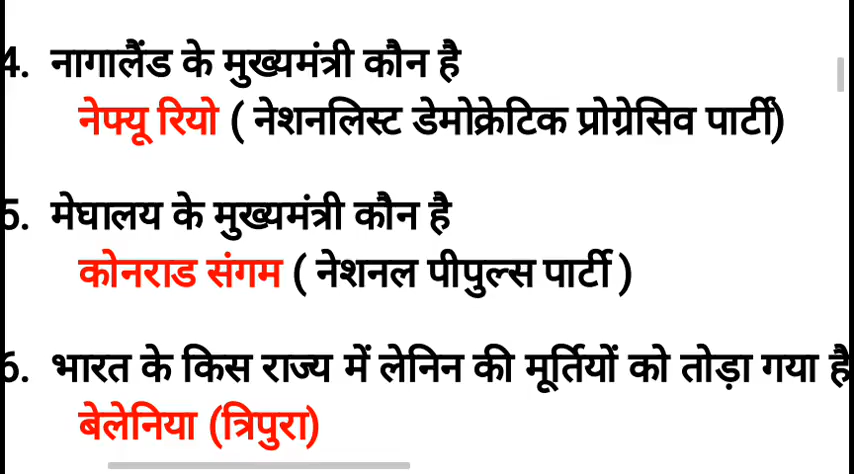 4. नागालैंड के मुख्यमंत्री कौन है
नेफ्यू रियो ( नेशनलिस्ट डेमोक्रेटिक प्रोग्रेसिव पार्टी)
5. मेघालय के मुख्यमंत्री कौन है
कोनराड संगम ( नेशनल पीपुल्स पार्टी )
6. भारत के किस राज्य में लेनिन की मूर्तियों को तोड़ा गया है
बेलेनिया (त्रिपुरा)